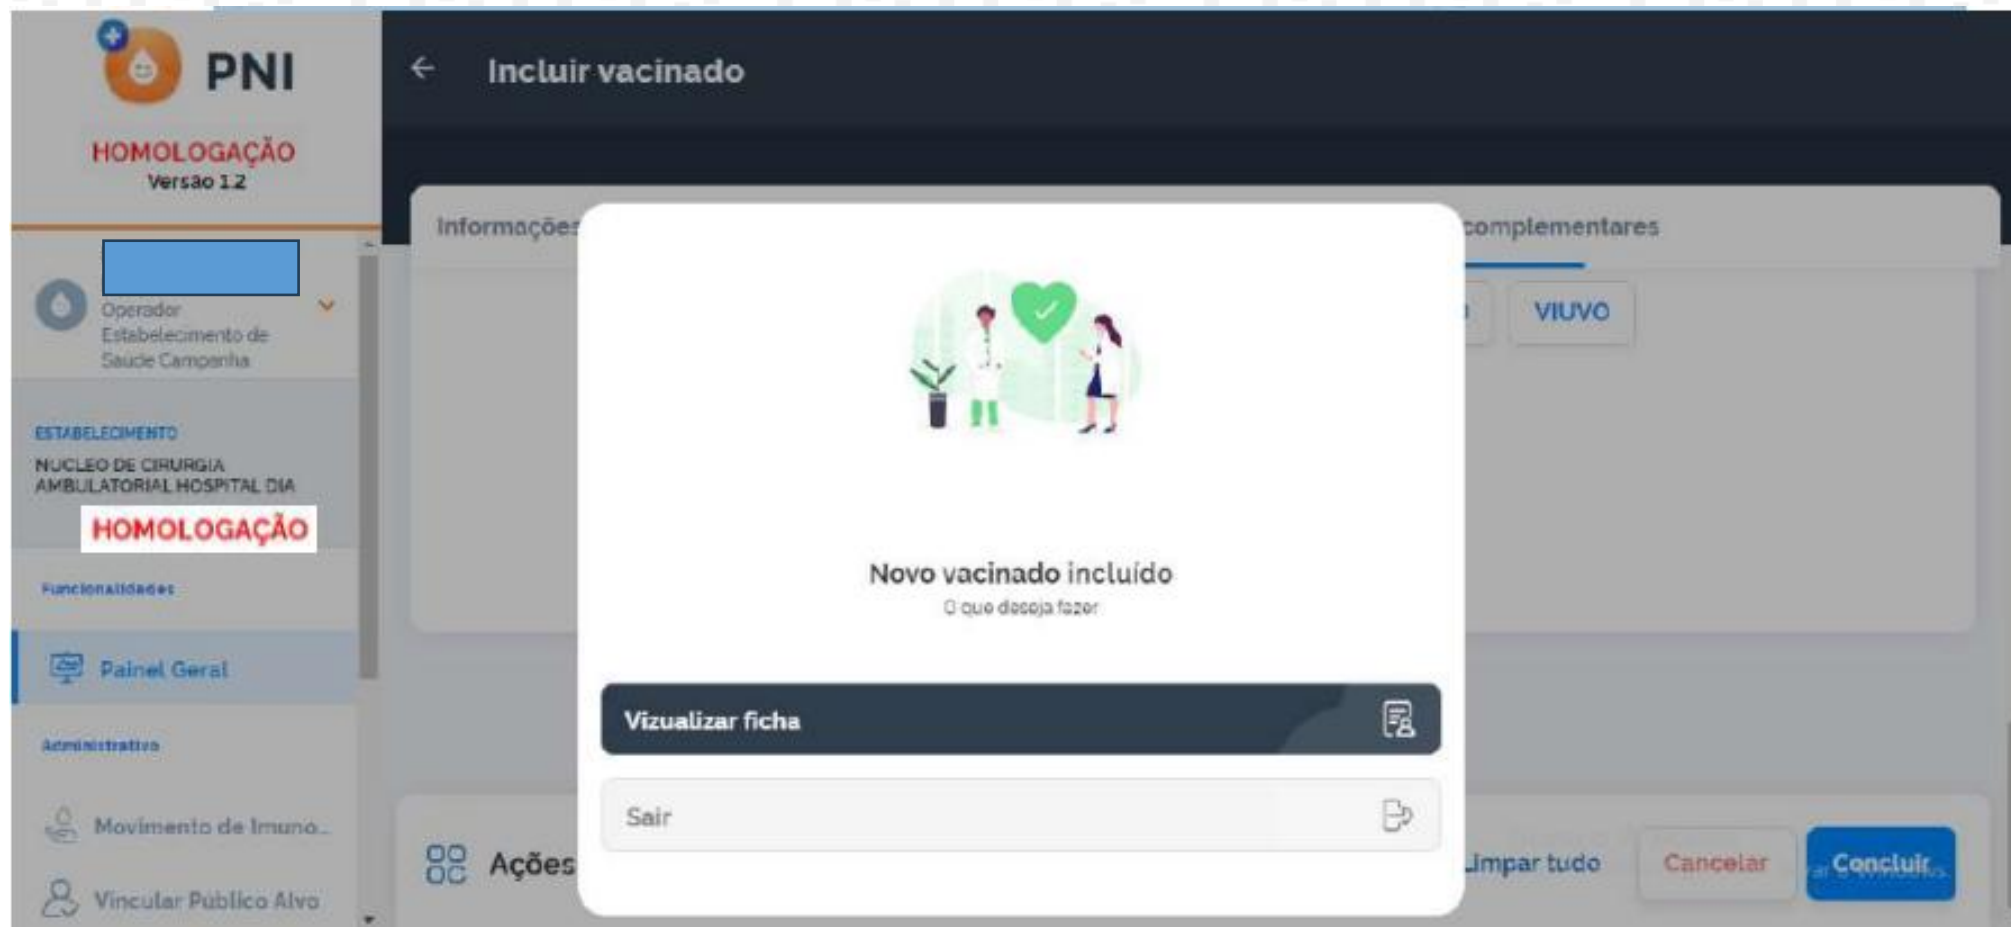 PNI
HOMOLOGAÇÃO
Versão 1.2
Operador
Estabelecimento de
Saúde Campanha
ESTABELECIMENTO
NUCLEO DE CIRURGIA
AMBULATORIAL HOSPITAL DIA
HOMOLOGAÇÃO
Funcionalidades
Painel Geral
Administrativo
Movimento de Imuno...
Vincular Público Alvo
Incluir vacinado
Informações
complementares
VIUVO
Novo vacinado incluído
O que deseja fazer
Vizualizar ficha
Sair
Ações
Limpar tudo
Cancelar
Concluir